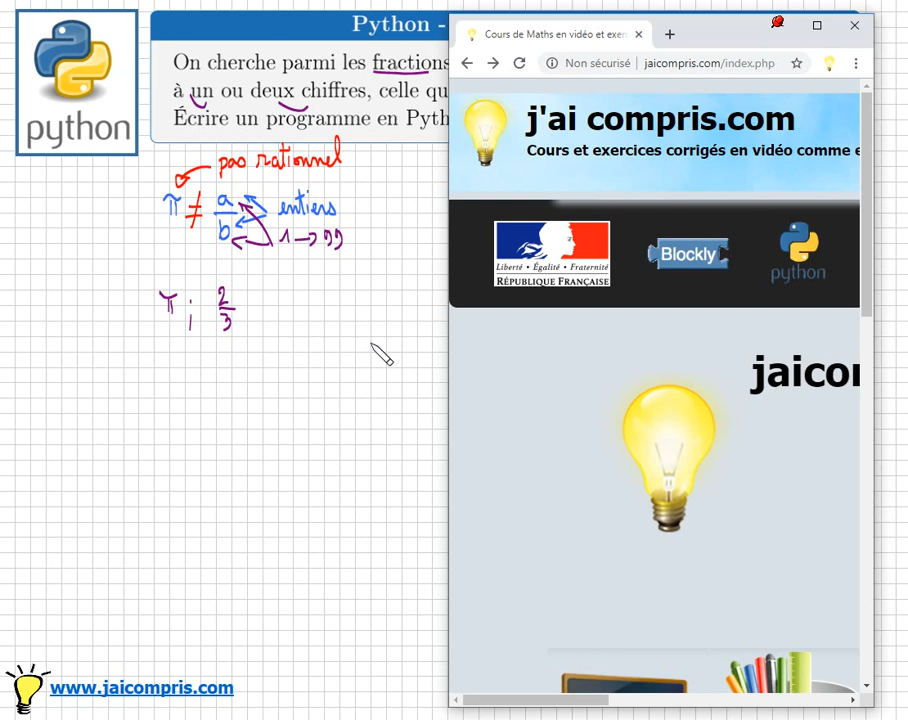 Python -
On cherche parmi les fractions
à un ou deux chiffres, celle qu
Écrire un programme en Pyth
python
pas rationnel
π ≠ a/b entiers
1 → 99
π ; 2/3
www.jaicompris.com
Cours de Maths en vidéo et exer
Non sécurisé jaicompris.com/index.php
j'ai compris.com
Cours et exercices corrigés en vidéo comme e
Liberté • Égalité • Fraternité
RÉPUBLIQUE FRANÇAISE
Blockly
python
jaicor